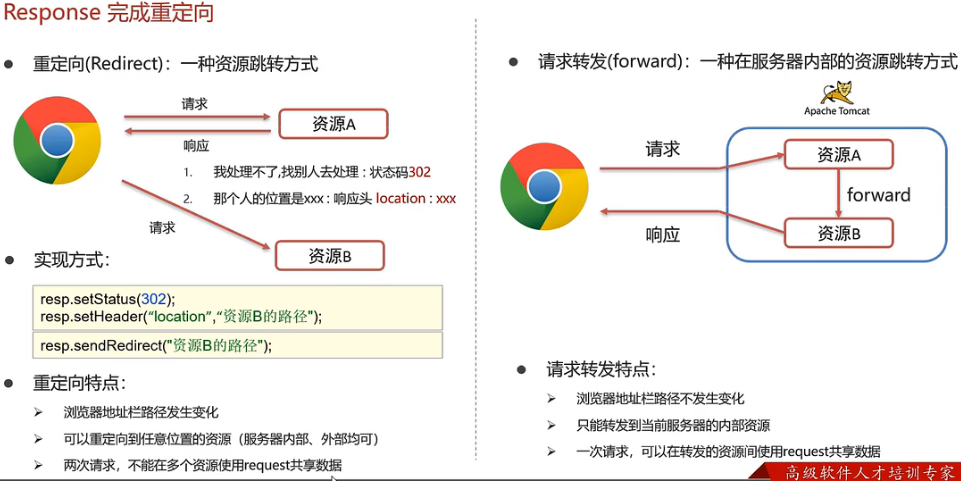 Response 完成重定向
重定向(Redirect)：一种资源跳转方式
请求
资源A
响应
1. 我处理不了,找别人去处理：状态码302
2. 那个人的位置是xxx：响应头 location：xxx
请求
资源B
实现方式：
resp.setStatus(302);
resp.setHeader(“location”,“资源B的路径");
resp.sendRedirect("资源B的路径");
重定向特点：
浏览器地址栏路径发生变化
可以重定向到任意位置的资源（服务器内部、外部均可）
两次请求，不能在多个资源使用request共享数据
请求转发(forward)：一种在服务器内部的资源跳转方式
Apache Tomcat
请求
资源A
forward
资源B
响应
请求转发特点：
浏览器地址栏路径不发生变化
只能转发到当前服务器的内部资源
一次请求，可以在转发的资源间使用request共享数据
高级软件人才培训专家